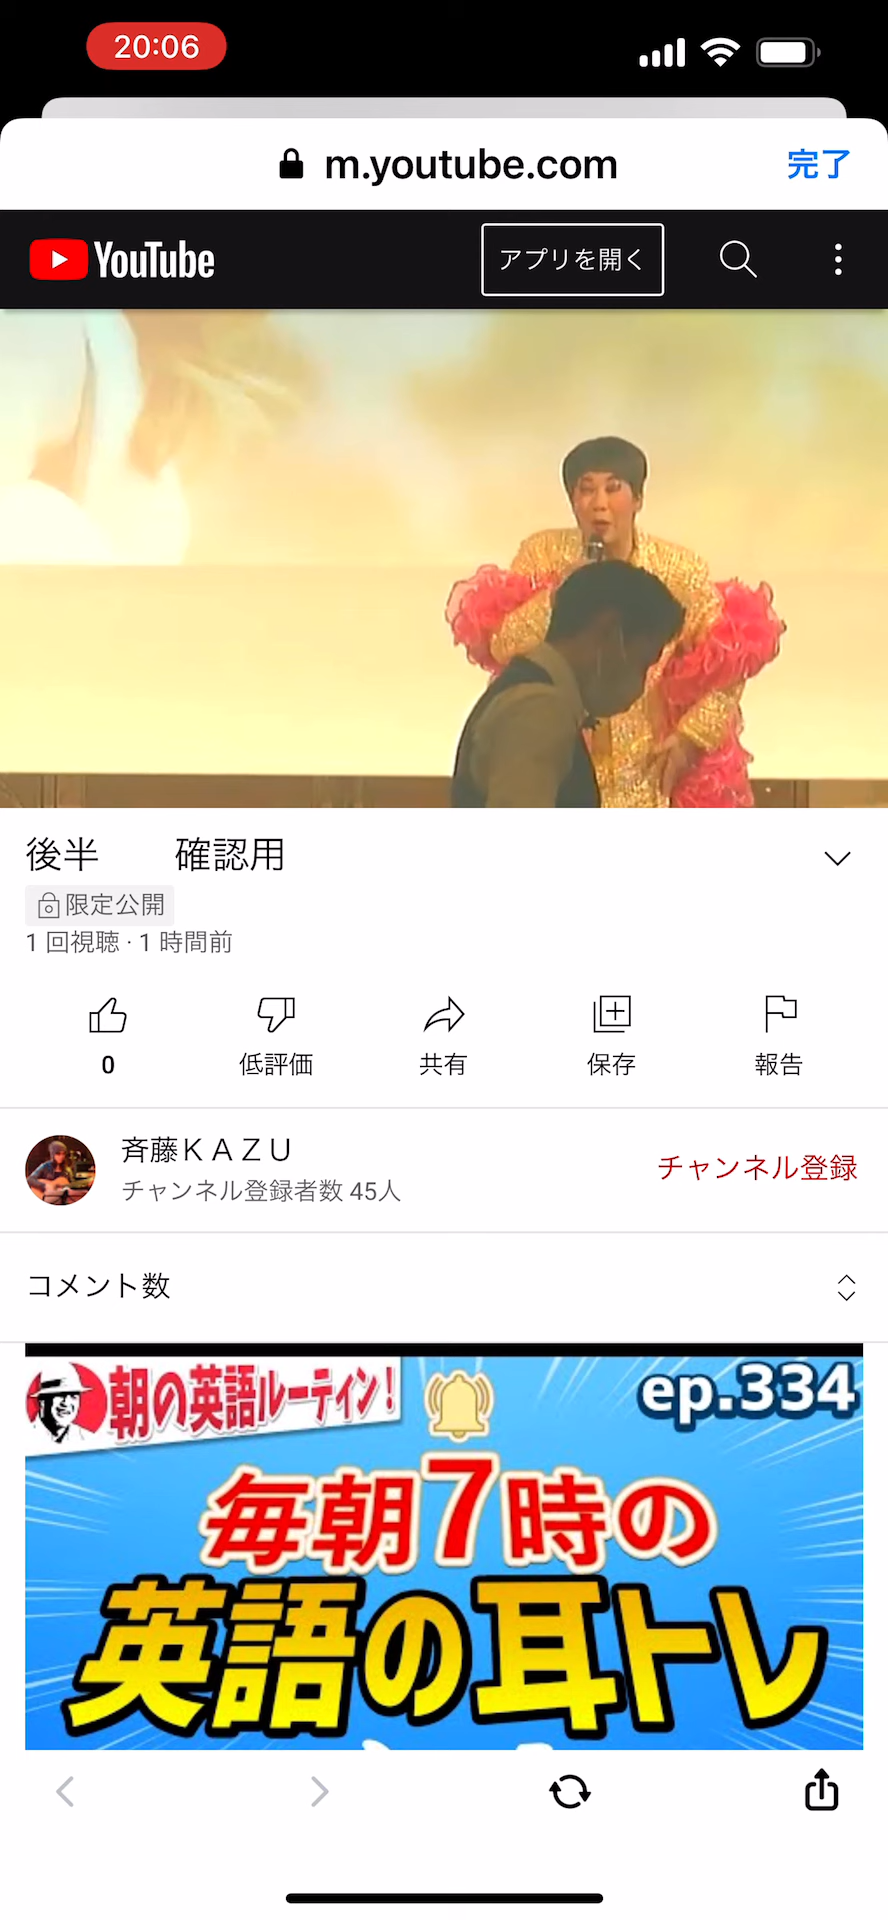 20:06
m.youtube.com
完了
YouTube
アプリを開く
後半　　確認用
限定公開
1 回視聴 · 1 時間前
0
低評価
共有
保存
報告
斉藤ＫＡＺＵ
チャンネル登録者数 45人
チャンネル登録
コメント数
朝の英語ルーティン！
ep.334
毎朝7時の
英語の耳トレ